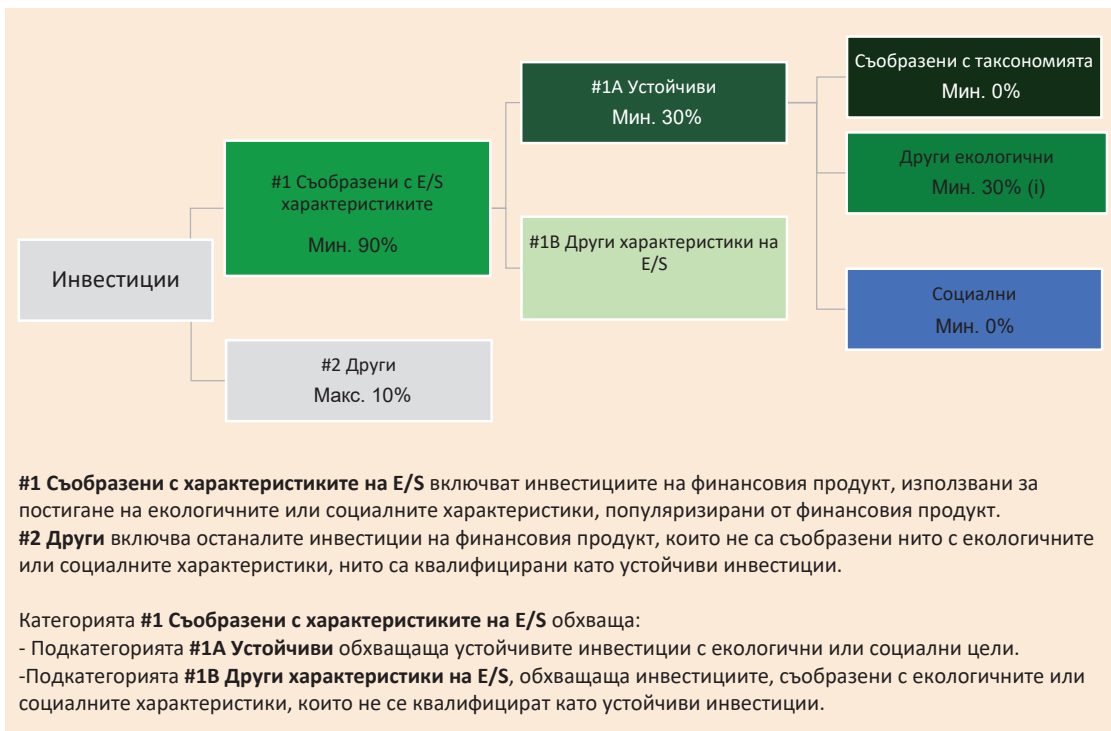 Инвестиции
#1 Съобразени с E/S
характеристиките
Мин. 90%
#2 Други
Макс. 10%
#1A Устойчиви
Мин. 30%
#1B Други характеристики на
E/S
Съобразени с таксономията
Мин. 0%
Други екологични
Мин. 30% (i)
Социални
Мин. 0%
#1 Съобразени с характеристиките на E/S включват инвестициите на финансовия продукт, използвани за
постигане на екологичните или социалните характеристики, популяризирани от финансовия продукт.
#2 Други включва останалите инвестиции на финансовия продукт, които не са съобразени нито с екологичните
или социалните характеристики, нито са квалифицирани като устойчиви инвестиции.
Категорията #1 Съобразени с характеристиките на E/S обхваща:
- Подкатегорията #1A Устойчиви обхващаща устойчивите инвестиции с екологични или социални цели.
-Подкатегорията #1B Други характеристики на E/S, обхващаща инвестициите, съобразени с екологичните или
социалните характеристики, които не се квалифицират като устойчиви инвестиции.